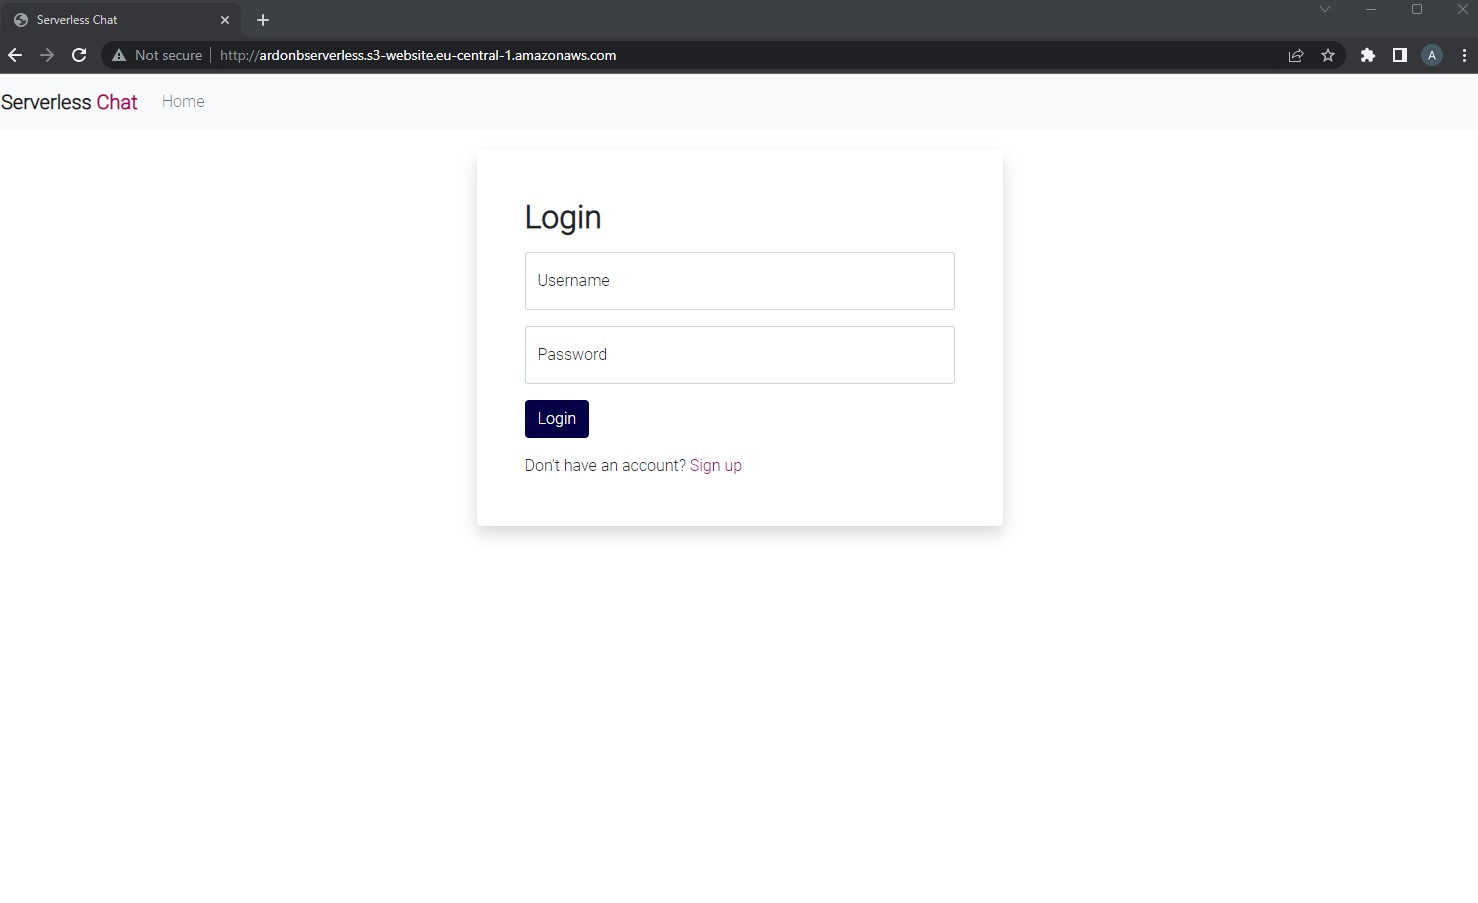 Serverless Chat
Not secure | http://ardonbserverless.s3-website.eu-central-1.amazonaws.com
A
Serverless Chat Home
Login
Username
Password
Login
Don't have an account? Sign up